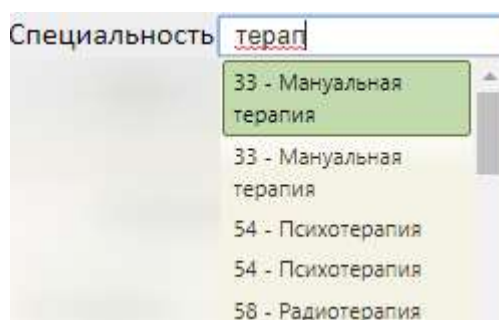 Специальность терап
33 - Мануальная
терапия
33 - Мануальная
терапия
54 - Психотерапия
54 - Психотерапия
58 - Радиотерапия